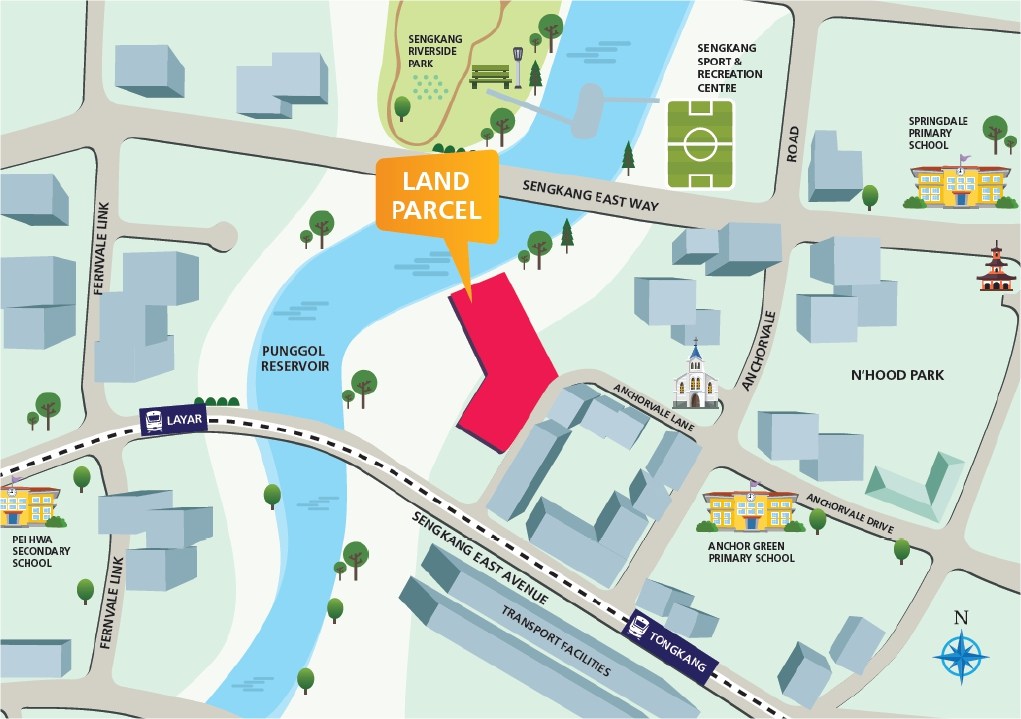 SENGKANG
RIVERSIDE
PARK
SENGKANG
SPORT &
RECREATION
CENTRE
SPRINGDALE
PRIMARY
SCHOOL
ROAD
LAND
PARCEL
SENGKANG EAST WAY
FERNVALE LINK
PUNGGOL
RESERVOIR
ANCHORVALE
N'HOOD PARK
ANCHORVALE LANE
LAYAR
ANCHORVALE DRIVE
PEI HWA
SECONDARY
SCHOOL
SENGKANG EAST AVENUE
ANCHOR GREEN
PRIMARY SCHOOL
FERNVALE LINK
TRANSPORT FACILITIES
TONGKANG
N